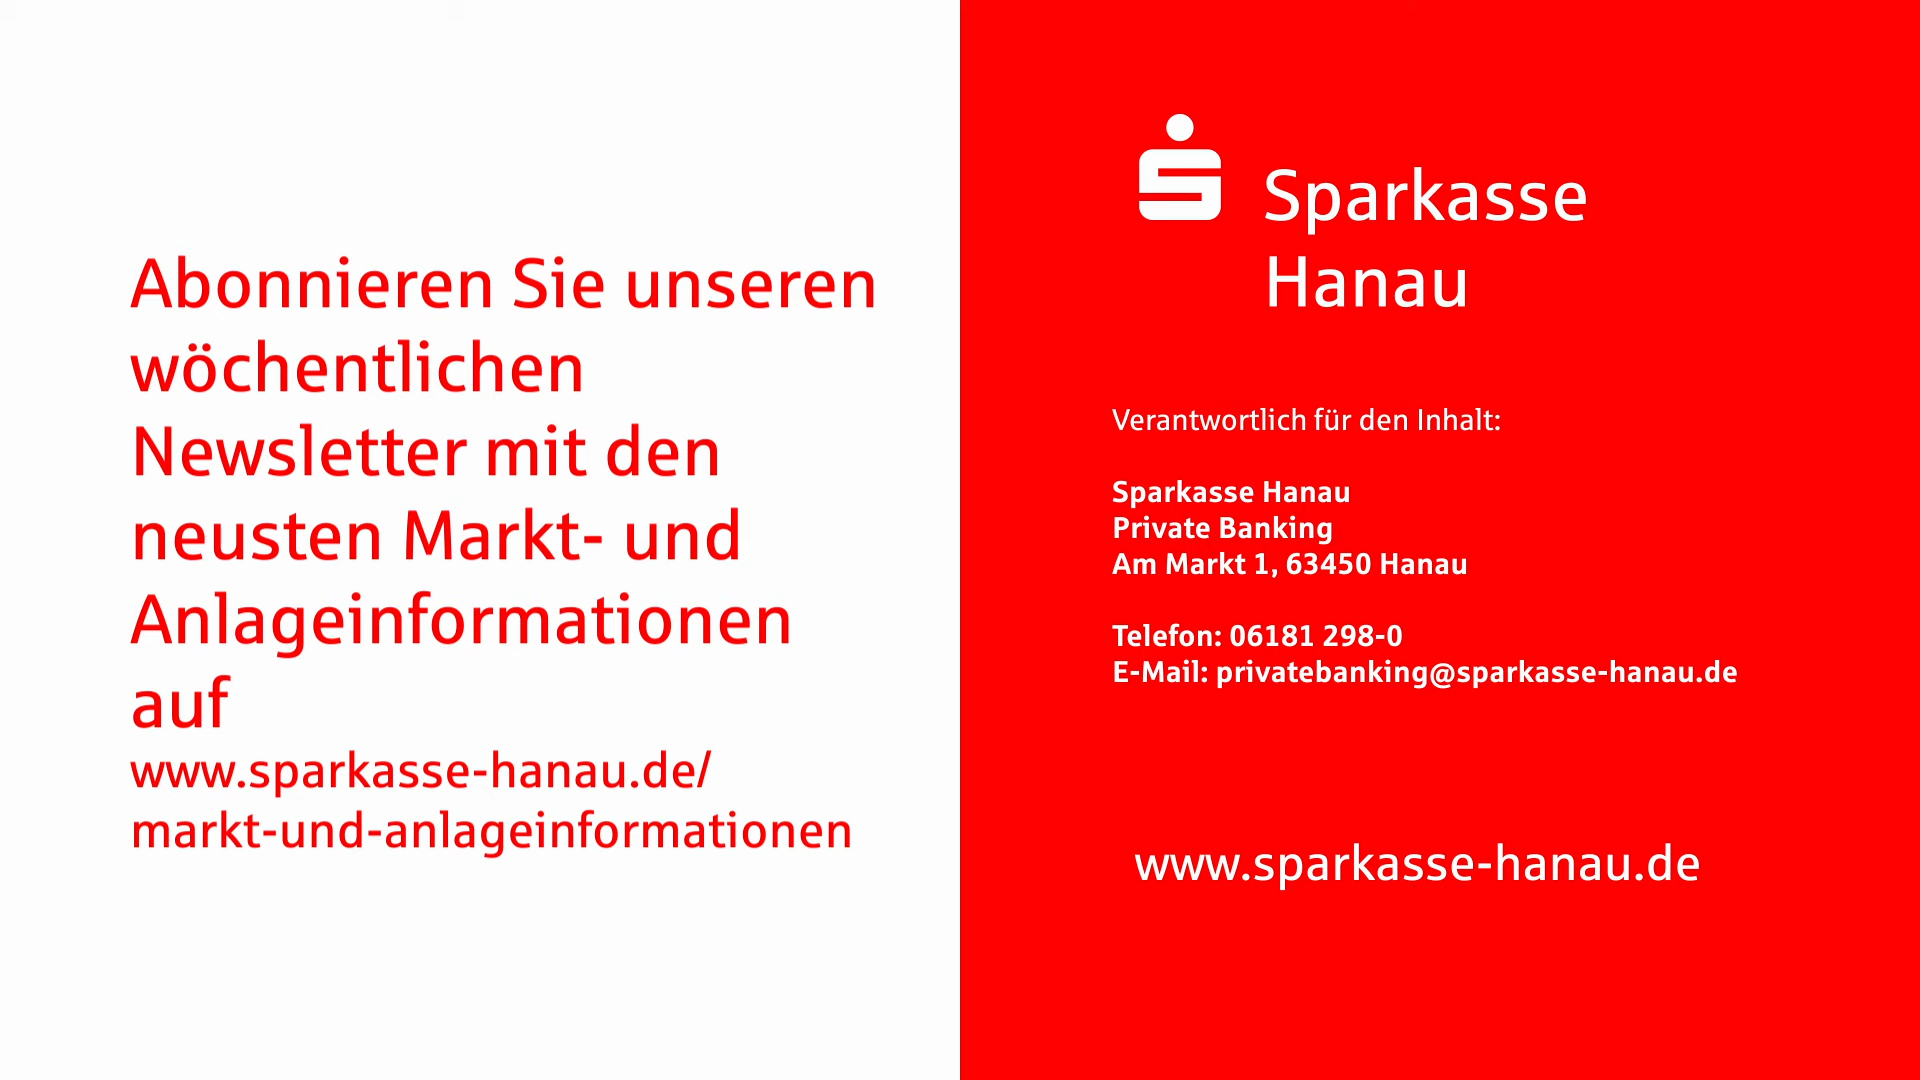 Abonnieren Sie unseren
wöchentlichen
Newsletter mit den
neusten Markt- und
Anlageinformationen
auf
www.sparkasse-hanau.de/
markt-und-anlageinformationen
Sparkasse
Hanau
Verantwortlich für den Inhalt:
Sparkasse Hanau
Private Banking
Am Markt 1, 63450 Hanau
Telefon: 06181 298-0
E-Mail: privatebanking@sparkasse-hanau.de
www.sparkasse-hanau.de